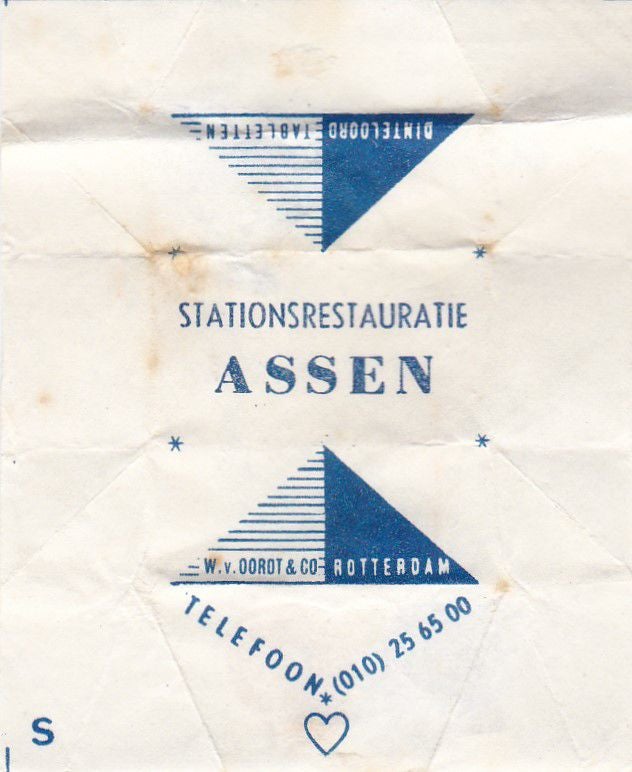 DINTELOORD TABLETTEN
STATIONSRESTAURATIE
ASSEN
W.v.OORDT & CO ROTTERDAM
TELEFOON * (010) 25 65 00
S